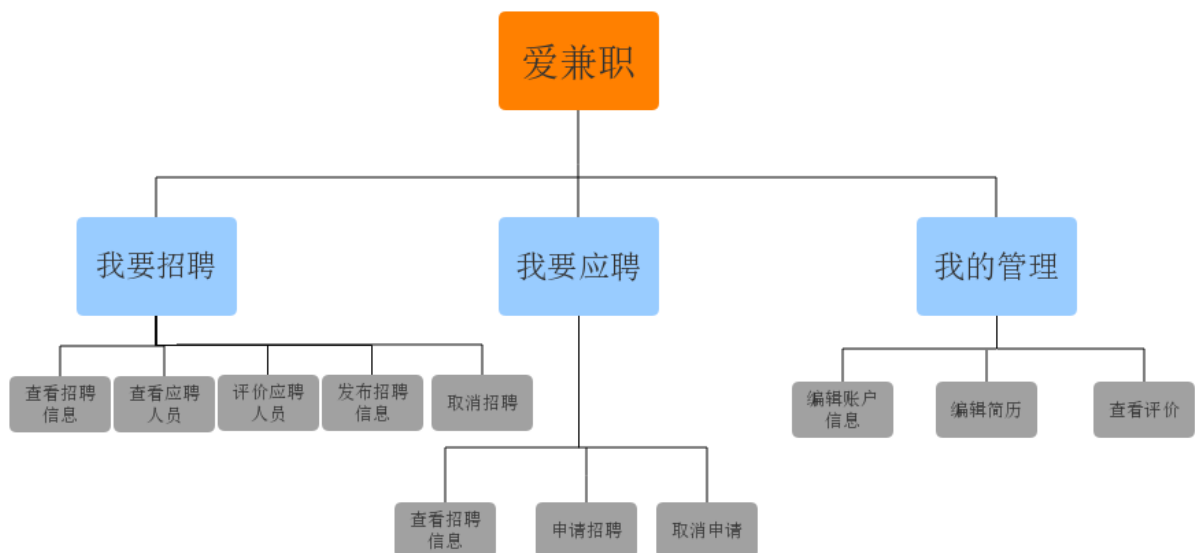 爱兼职
我要招聘
我要应聘
我的管理
查看招聘
信息
查看应聘
人员
评价应聘
人员
发布招聘
信息
取消招聘
编辑账户
信息
编辑简历
查看评价
查看招聘
信息
申请招聘
取消申请